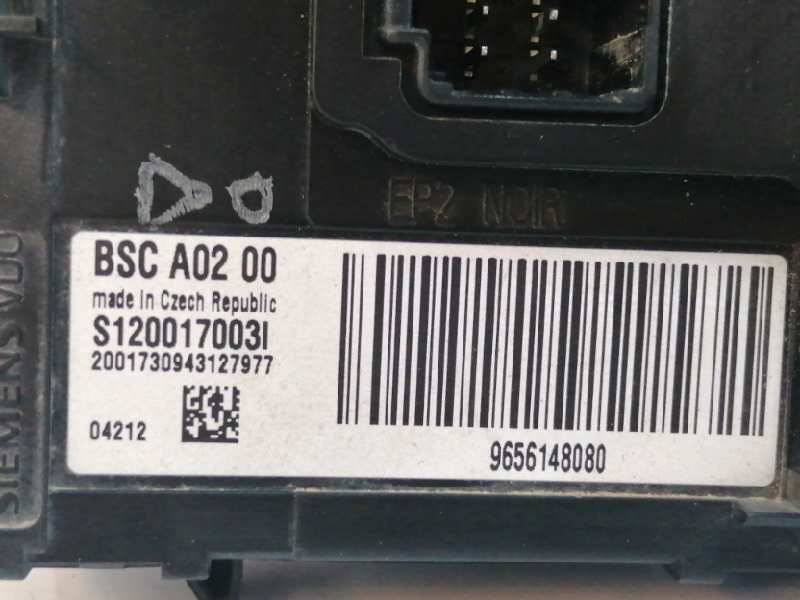 EP2 NOIR
BSC A02 00
made in Czech Republic
S120017003I
2001730943127977
04212
9656148080
SIEMENS VDO